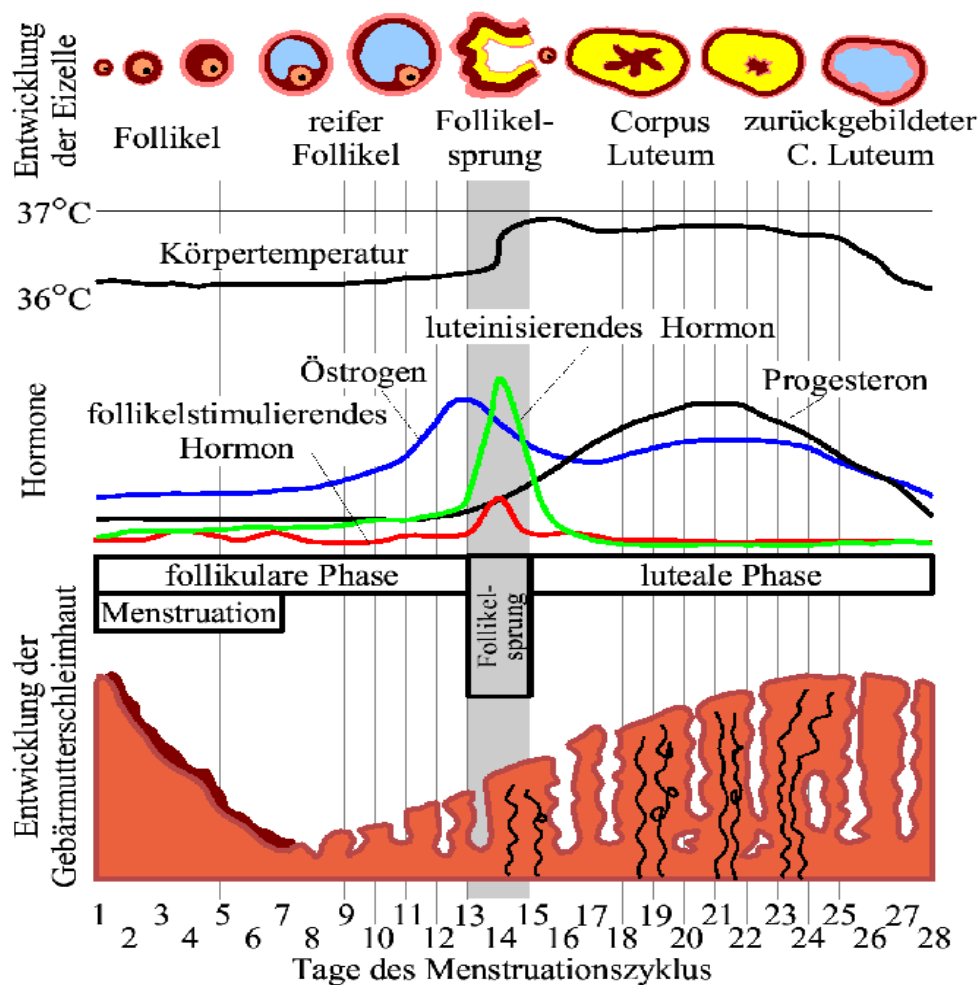 Entwicklung
der Eizelle
Follikel
reifer
Follikel
Follikel-
sprung
Corpus
Luteum
zurückgebildeter
C. Luteum
37°C
Körpertemperatur
36°C
Hormone
luteinisierendes Hormon
Östrogen
Progesteron
follikelstimulierendes
Hormon
follikulare Phase
luteale Phase
Menstruation
Follikel-
sprung
Entwicklung der
Gebärmutterschleimhaut
1 2 3 4 5 6 7 8 9 10 11 12 13 14 15 16 17 18 19 20 21 22 23 24 25 26 27 28
Tage des Menstruationszyklus